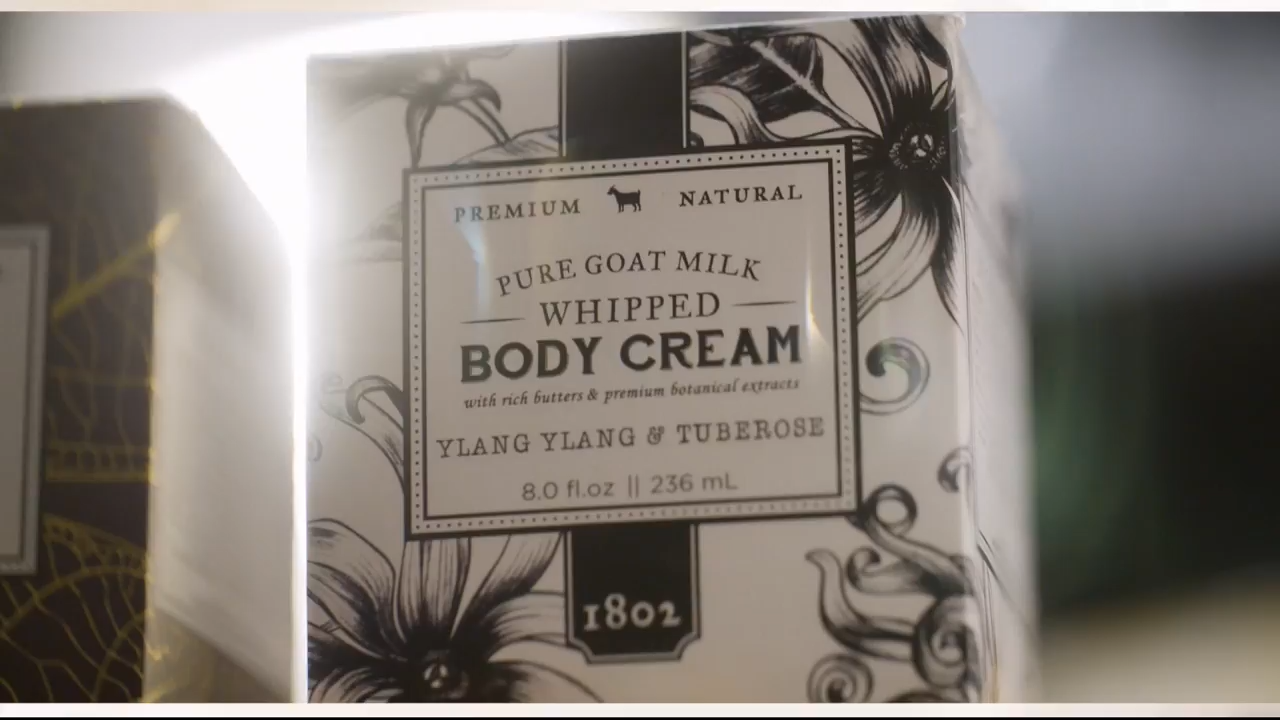 PREMIUM NATURAL
PURE GOAT MILK
WHIPPED
BODY CREAM
with rich butters & premium botanical extracts
YLANG YLANG & TUBEROSE
8.0 fl.oz || 236 mL
1802